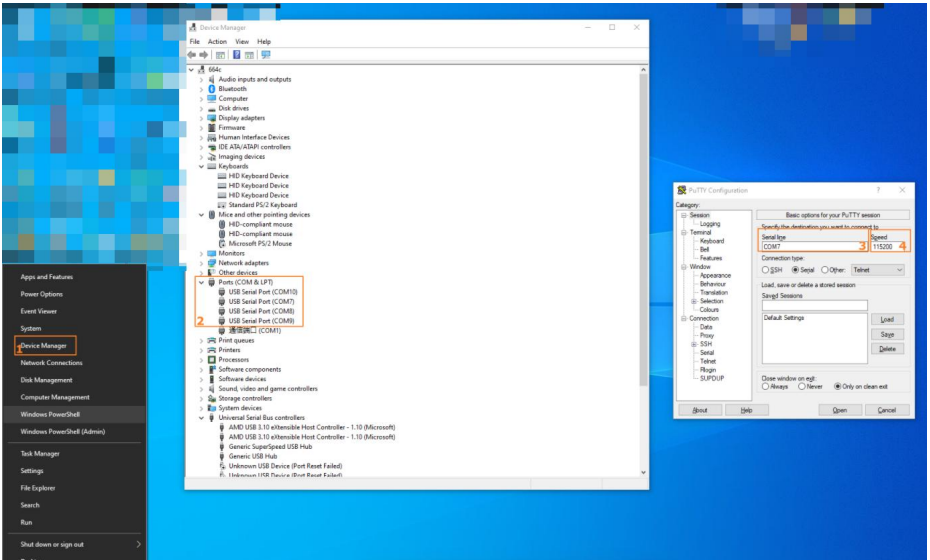 Device Manager
File Action View Help
664c
Audio inputs and outputs
Bluetooth
Computer
Disk drives
Display adapters
Firmware
Human Interface Devices
IDE ATA/ATAPI controllers
Imaging devices
Keyboards
HID Keyboard Device
HID Keyboard Device
HID Keyboard Device
Standard PS/2 Keyboard
Mice and other pointing devices
HID-compliant mouse
HID-compliant mouse
Microsoft PS/2 Mouse
Monitors
Network adapters
Other devices
Ports (COM & LPT)
USB Serial Port (COM10)
USB Serial Port (COM7)
USB Serial Port (COM8)
USB Serial Port (COM9)
2
通信端口 (COM1)
Print queues
Printers
Processors
Software components
Software devices
Sound, video and game controllers
Storage controllers
System devices
Universal Serial Bus controllers
AMD USB 3.10 eXtensible Host Controller - 1.10 (Microsoft)
AMD USB 3.10 eXtensible Host Controller - 1.10 (Microsoft)
Generic SuperSpeed USB Hub
Generic USB Hub
Unknown USB Device (Port Reset Failed)
Unknown USB Device (Port Reset Failed)
Apps and Features
Power Options
Event Viewer
System
Device Manager
1
Network Connections
Disk Management
Computer Management
Windows PowerShell
Windows PowerShell (Admin)
Task Manager
Settings
File Explorer
Search
Run
Shut down or sign out
PuTTY Configuration
Category:
Session
Logging
Terminal
Keyboard
Bell
Features
Window
Appearance
Behaviour
Translation
Selection
Colours
Connection
Data
Proxy
SSH
Serial
Telnet
Rlogin
SUPDUP
Basic options for your PuTTY session
Specify the destination you want to connect to
Serial line Speed
COM7 3 115200 4
Connection type:
SSH Serial Other: Telnet
Load, save or delete a stored session
Saved Sessions
Default Settings
Load
Save
Delete
Close window on exit:
Always Never Only on clean exit
About Help Open Cancel